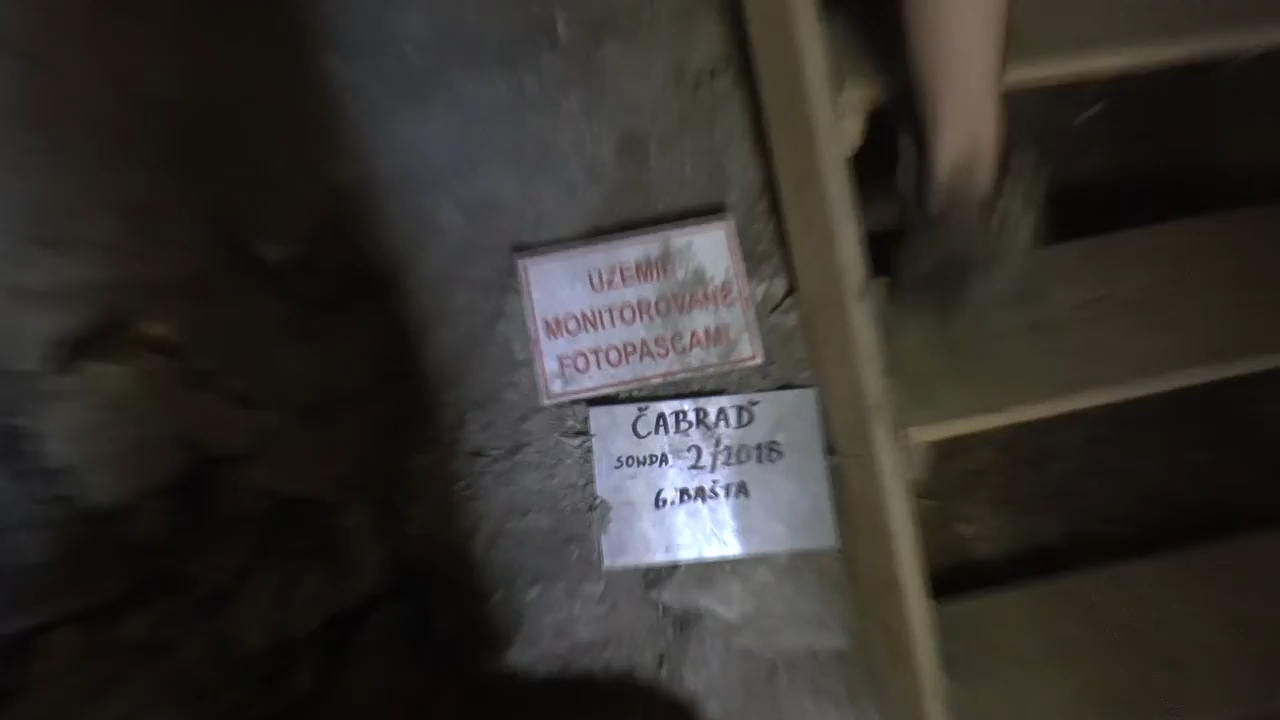 ÚZEMIE
MONITOROVANÉ
FOTOPASCAMI
ČABRAĎ
SONDA 2/2018
6.BAŠTA